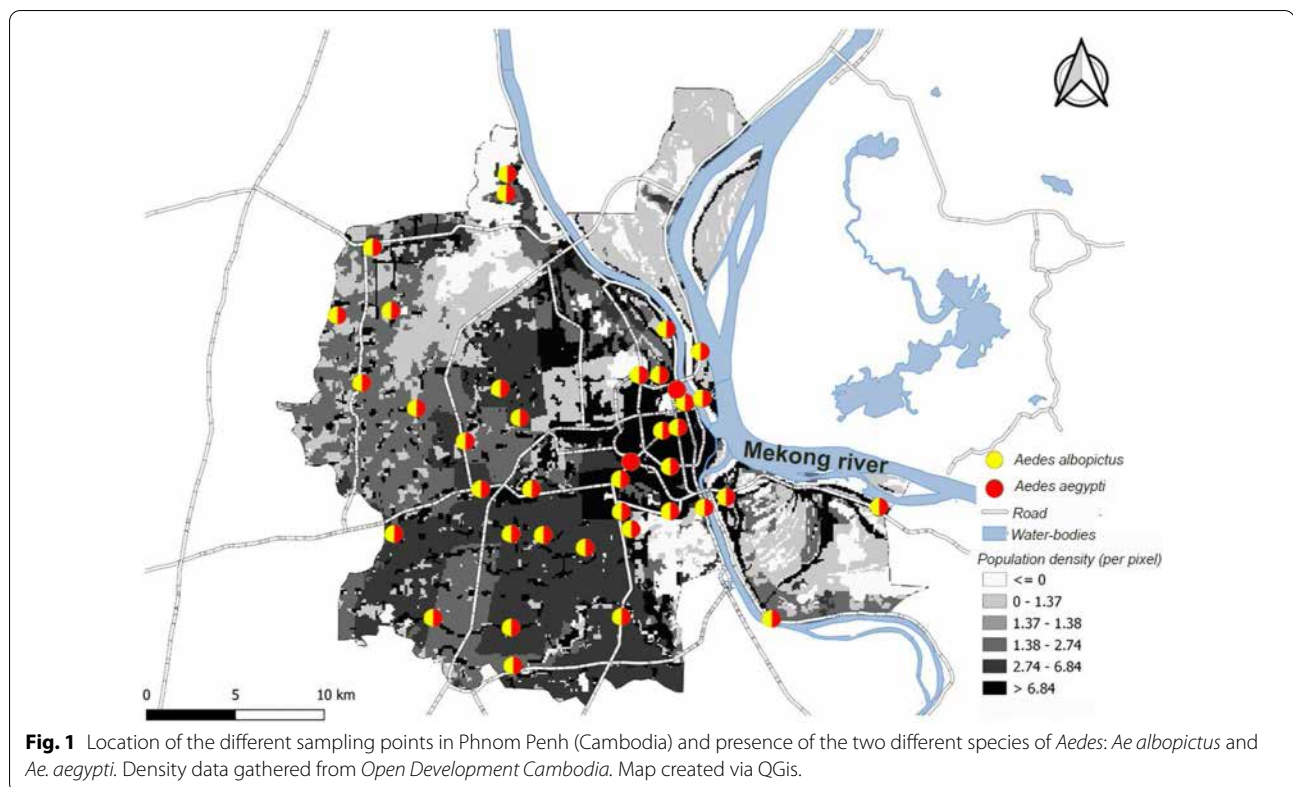 Mekong river
Aedes albopictus
Aedes aegypti
Road
Water-bodies
Population density (per pixel)
<= 0
0 - 1.37
1.37 - 1.38
1.38 - 2.74
2.74 - 6.84
> 6.84
0 5 10 km
Fig. 1 Location of the different sampling points in Phnom Penh (Cambodia) and presence of the two different species of Aedes: Ae albopictus and
Ae. aegypti. Density data gathered from Open Development Cambodia. Map created via QGis.